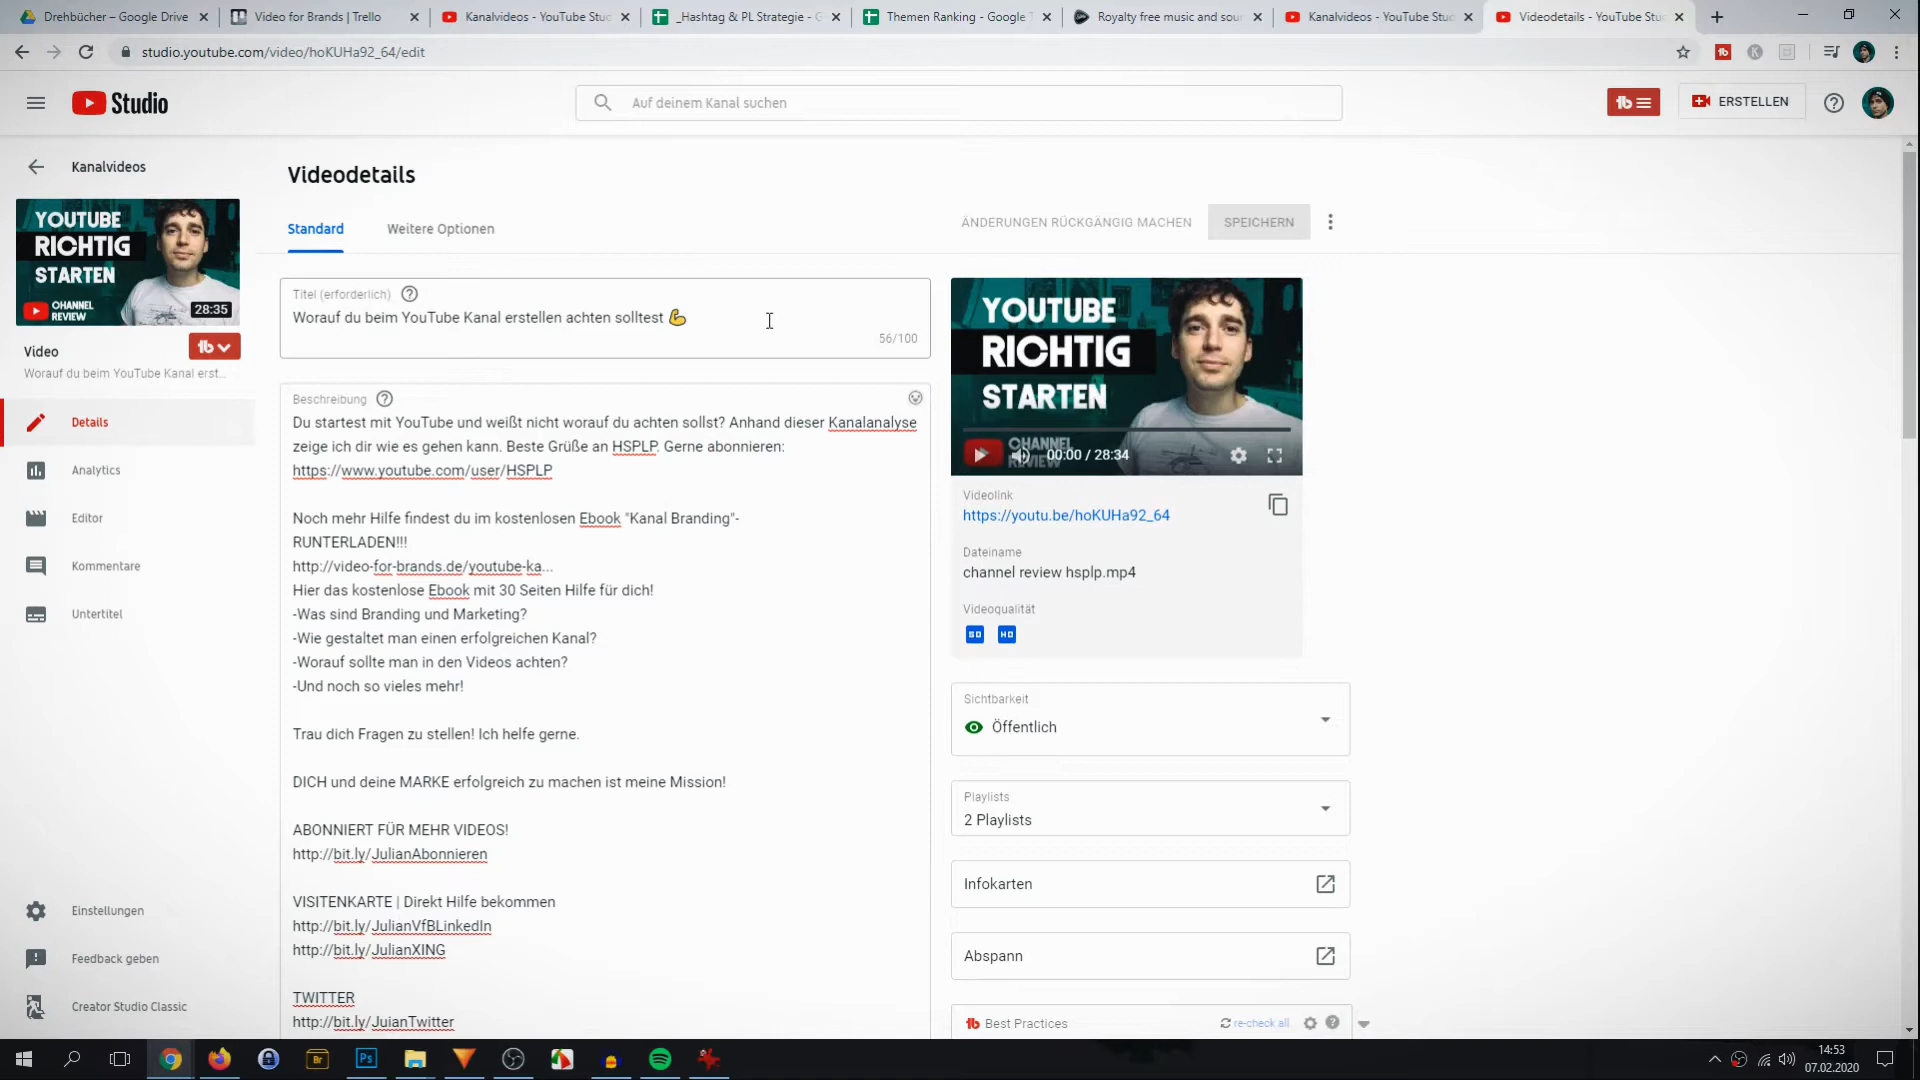 Drehbücher – Google Drive
Video for Brands | Trello
Kanalvideos - YouTube Stu
_Hashtag & PL Strategie - G
Themen Ranking - Google T
Royalty free music and sou
Kanalvideos - YouTube Stu
Videodetails - YouTube Stu
studio.youtube.com/video/hoKUHa92_64/edit
Studio
Auf deinem Kanal suchen
ERSTELLEN
Kanalvideos
Videodetails
Standard
Weitere Optionen
ÄNDERUNGEN RÜCKGÄNGIG MACHEN
SPEICHERN
YOUTUBE
RICHTIG
STARTEN
CHANNEL
REVIEW
28:35
Video
Worauf du beim YouTube Kanal erst...
Details
Analytics
Editor
Kommentare
Untertitel
Einstellungen
Feedback geben
Creator Studio Classic
Titel (erforderlich)
Worauf du beim YouTube Kanal erstellen achten solltest 💪
56/100
Beschreibung
Du startest mit YouTube und weißt nicht worauf du achten sollst? Anhand dieser Kanalanalyse
zeige ich dir wie es gehen kann. Beste Grüße an HSPLP. Gerne abonnieren:
https://www.youtube.com/user/HSPLP
Noch mehr Hilfe findest du im kostenlosen Ebook "Kanal Branding"-
RUNTERLADEN!!!
http://video-for-brands.de/youtube-ka...
Hier das kostenlose Ebook mit 30 Seiten Hilfe für dich!
-Was sind Branding und Marketing?
-Wie gestaltet man einen erfolgreichen Kanal?
-Worauf sollte man in den Videos achten?
-Und noch so vieles mehr!
Trau dich Fragen zu stellen! Ich helfe gerne.
DICH und deine MARKE erfolgreich zu machen ist meine Mission!
ABONNIERT FÜR MEHR VIDEOS!
http://bit.ly/JulianAbonnieren
VISITENKARTE | Direkt Hilfe bekommen
http://bit.ly/JulianVfBLinkedIn
http://bit.ly/JulianXING
TWITTER
http://bit.ly/JuianTwitter
YOUTUBE
RICHTIG
STARTEN
CHANNEL
REVIEW
00:00 / 28:34
Videolink
https://youtu.be/hoKUHa92_64
Dateiname
channel review hsplp.mp4
Videoqualität
SD HD
Sichtbarkeit
Öffentlich
Playlists
2 Playlists
Infokarten
Abspann
Best Practices
re-check all
Br
Ps
14:53
07.02.2020